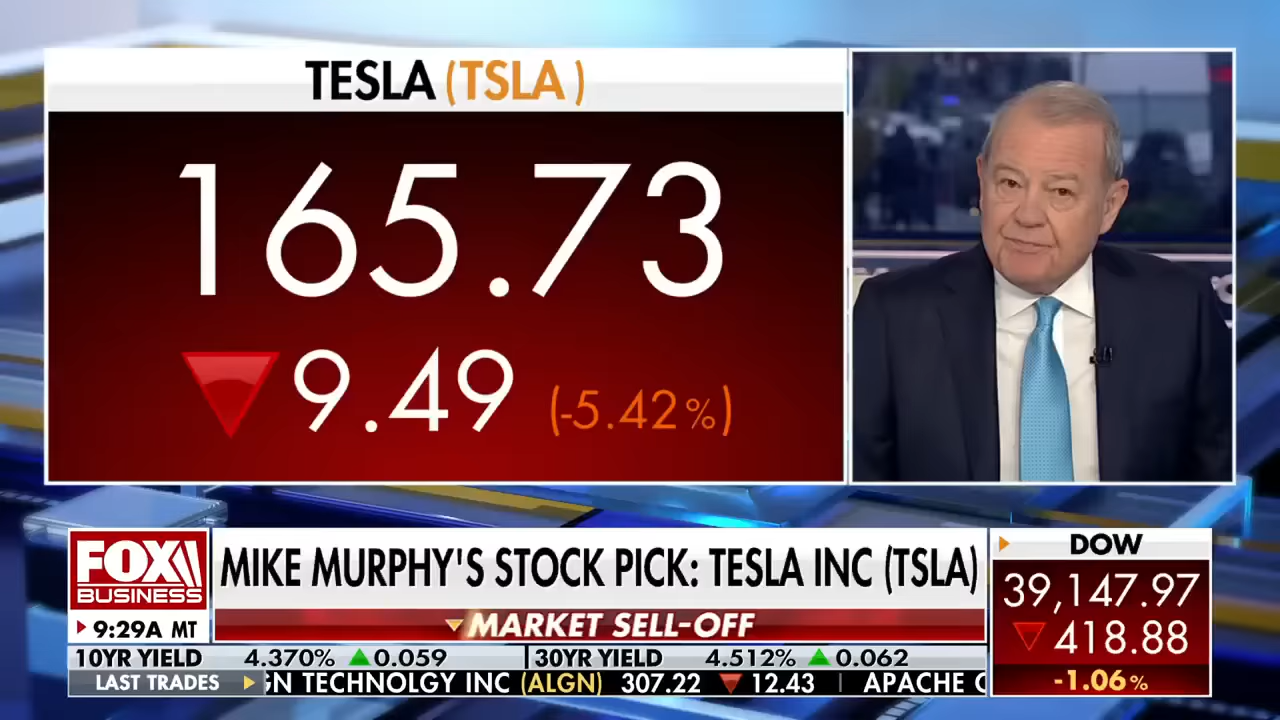 TESLA (TSLA )
165.73
9.49 (-5.42%)
FOX
BUSINESS
9:29A MT
MIKE MURPHY'S STOCK PICK: TESLA INC (TSLA)
MARKET SELL-OFF
DOW
39,147.97
418.88
-1.06%
10YR YIELD 4.370% 0.059 30YR YIELD 4.512% 0.062
LAST TRADES GN TECHNOLGY INC (ALGN) 307.22 12.43 APACHE